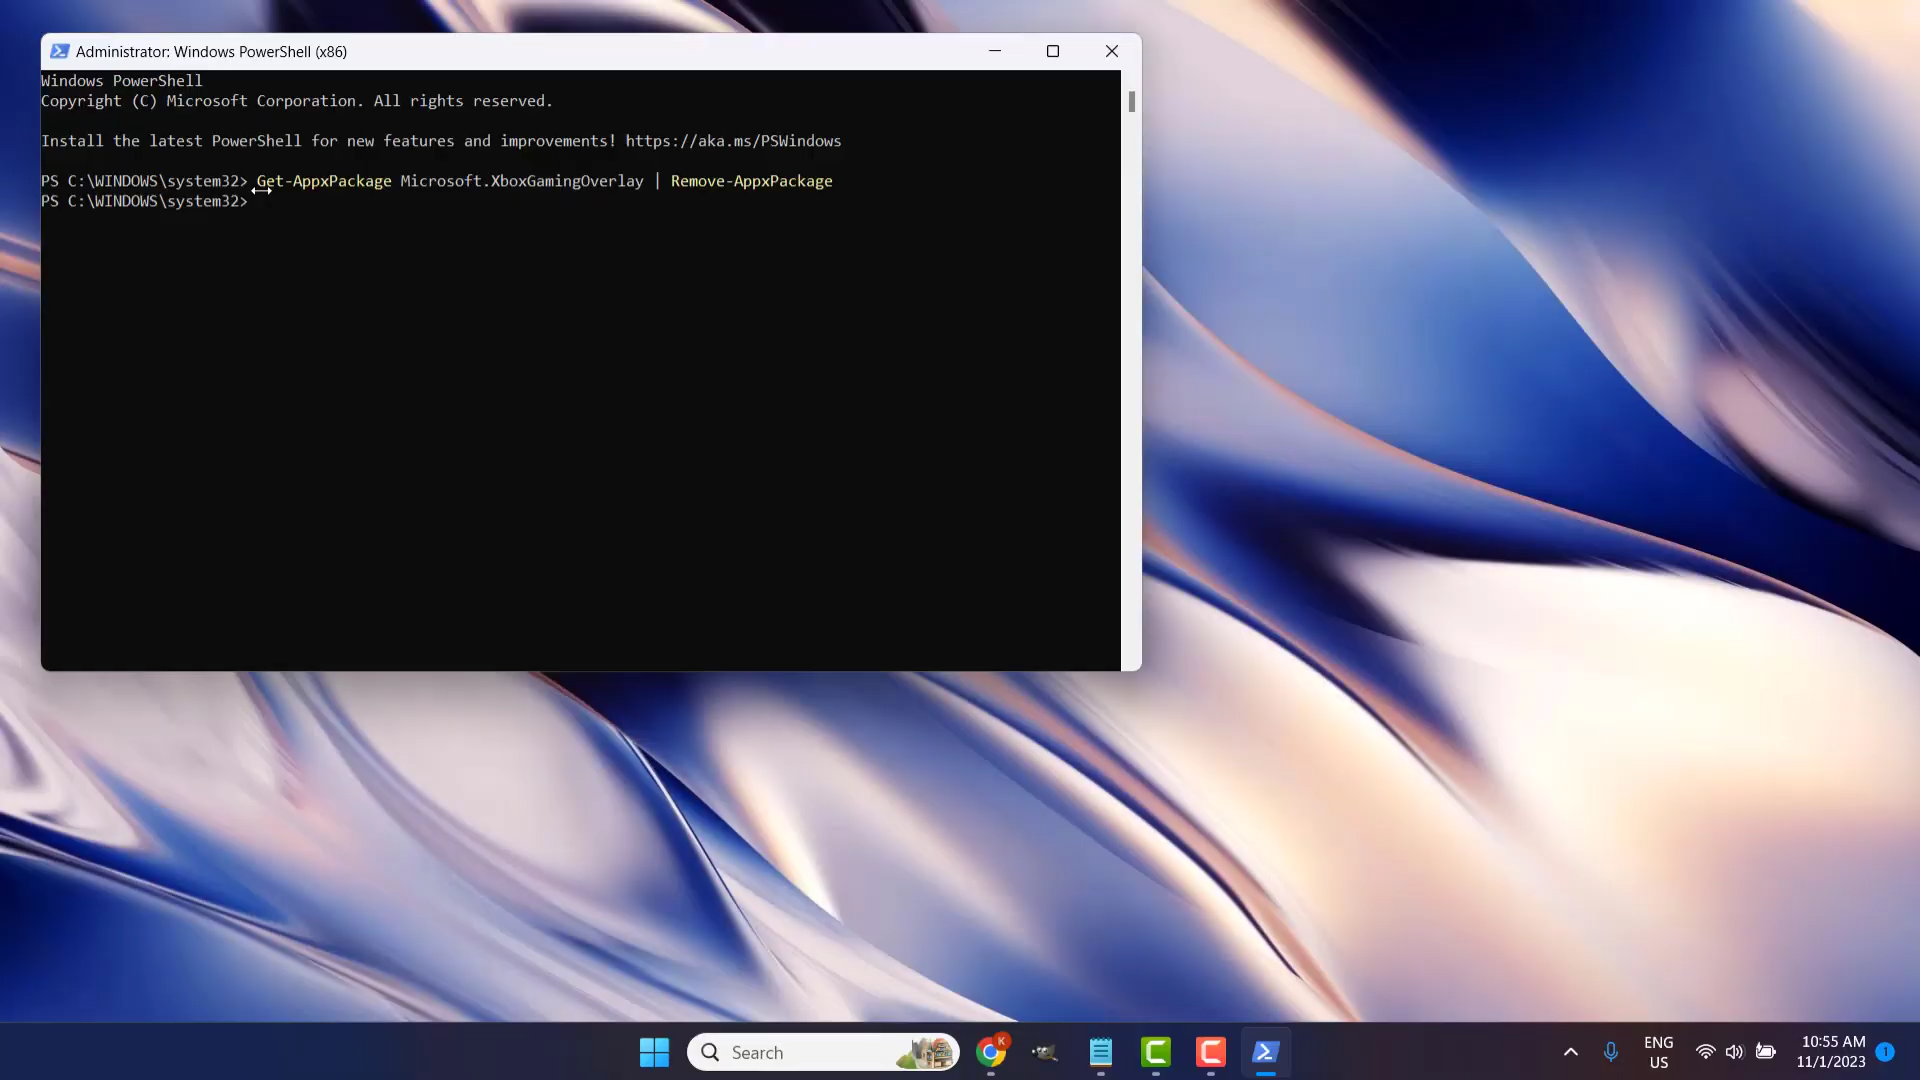 Administrator: Windows PowerShell (x86)
Windows PowerShell
Copyright (C) Microsoft Corporation. All rights reserved.
Install the latest PowerShell for new features and improvements! https://aka.ms/PSWindows
PS C:\WINDOWS\system32> Get-AppxPackage Microsoft.XboxGamingOverlay | Remove-AppxPackage
PS C:\WINDOWS\system32>
Search
K
ENG
US
10:55 AM
11/1/2023
1